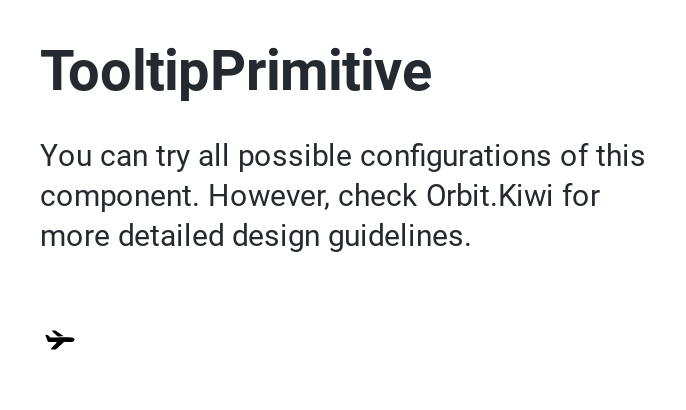 TooltipPrimitive
You can try all possible configurations of this
component. However, check Orbit.Kiwi for
more detailed design guidelines.